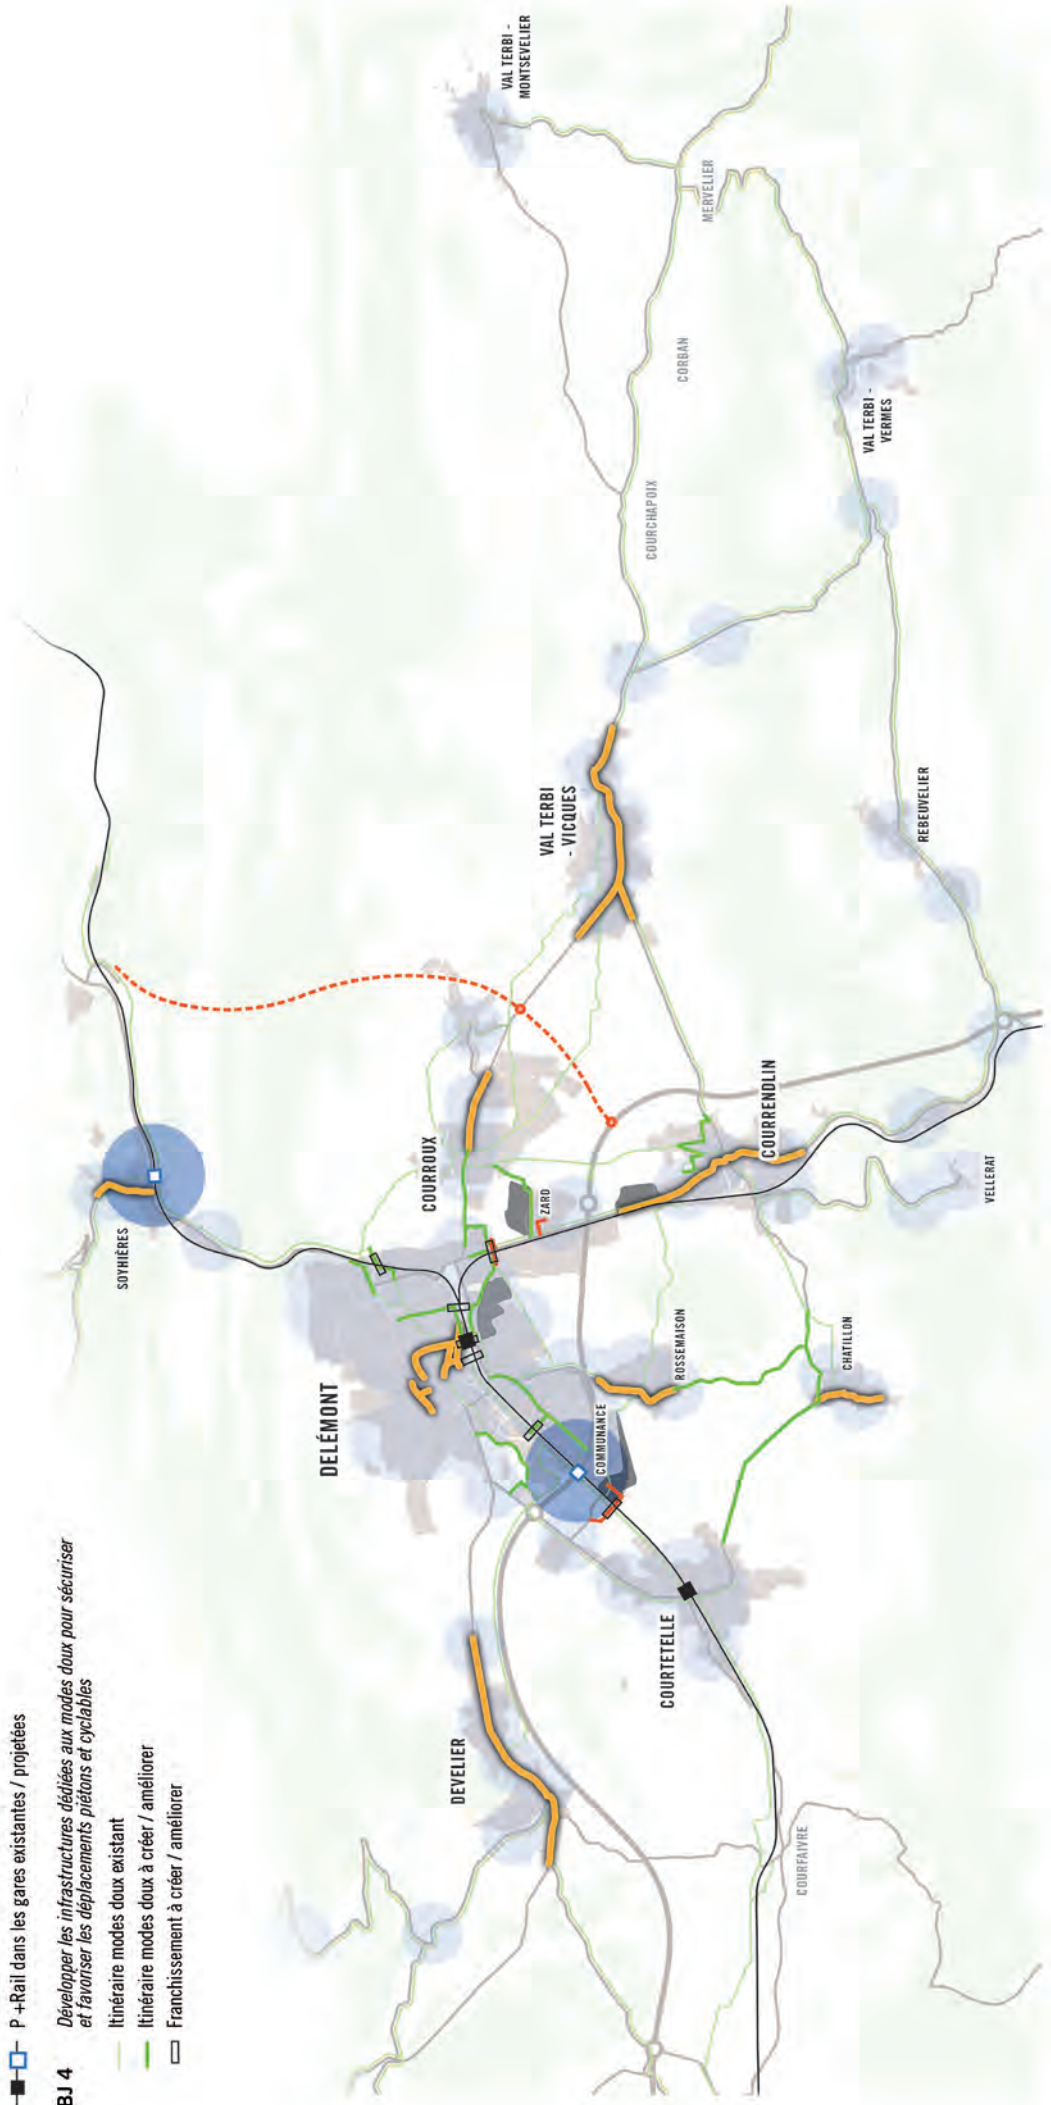 P +Rail dans les gares existantes / projetées
BJ 4
Développer les infrastructures dédiées aux modes doux pour sécuriser
et favoriser les déplacements piétons et cyclables
Itinéraire modes doux existant
Itinéraire modes doux à créer / améliorer
Franchissement à créer / améliorer
SOYHIÈRES
DELÉMONT
COURROUX
VAL TERBI -
MONTSEVELIER
MERVELIER
CORBAN
COURCHAPOIX
VAL TERBI
- VICQUES
VAL TERBI -
VERMES
DEVELIER
ZARD
COMMUNANCE
ROSSEMAISON
COURRENDLIN
REBEUVELIER
COURTETELLE
CHATILLON
VELLERAT
COURFAIVRE